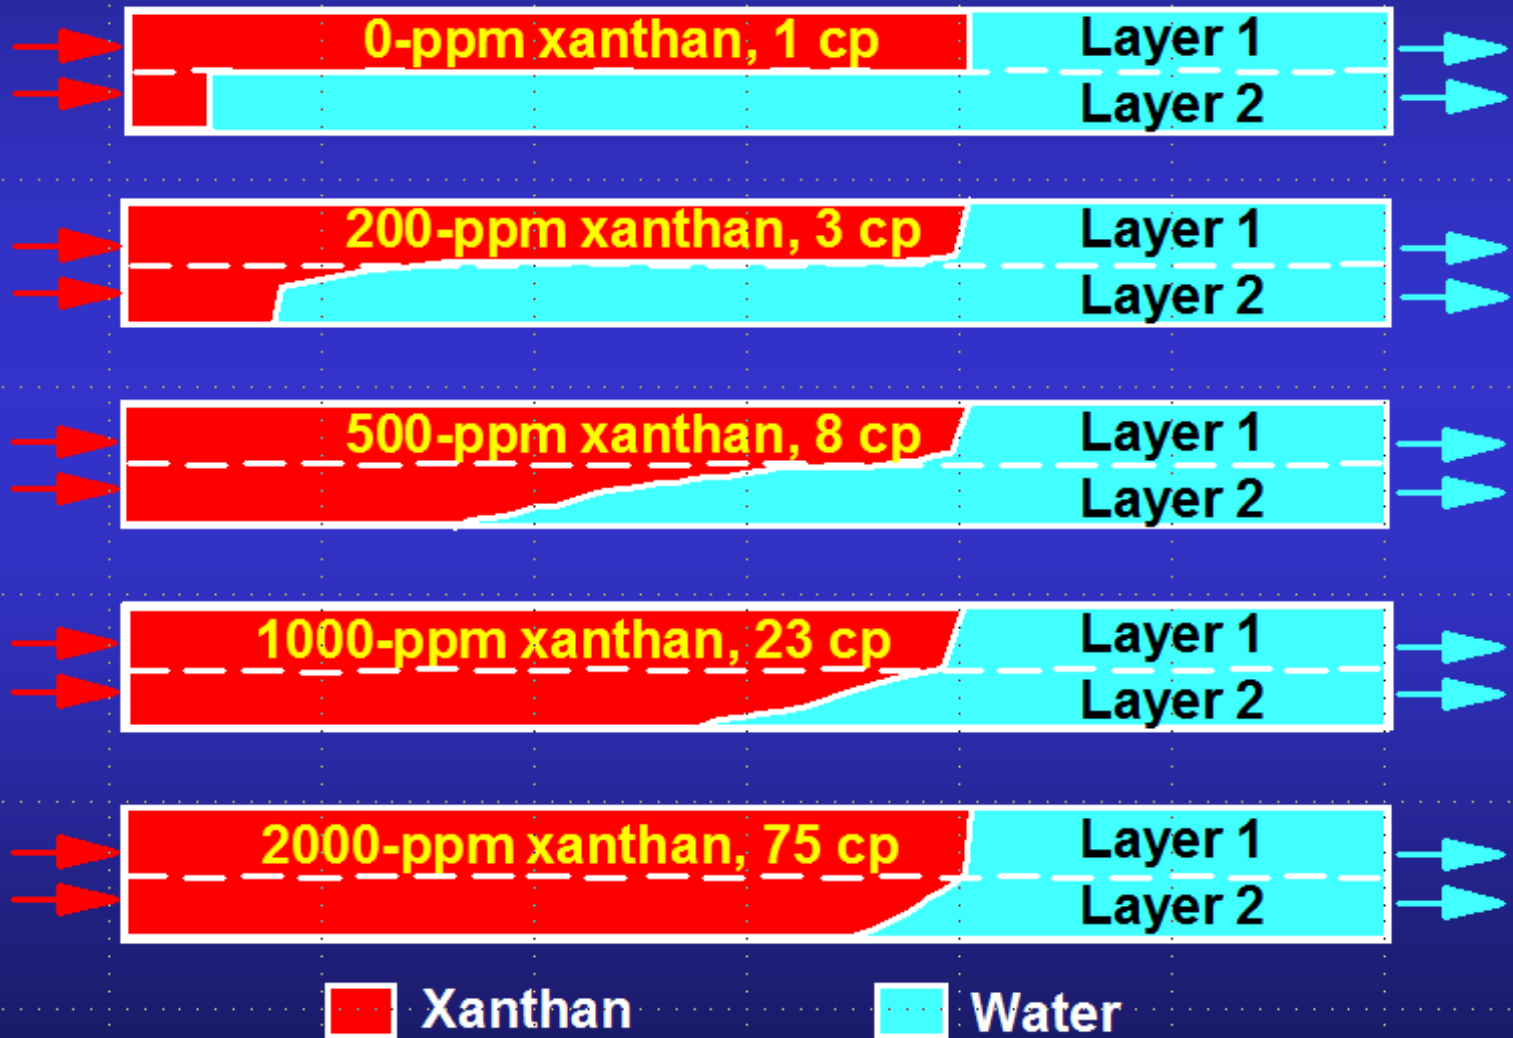 0-ppm xanthan, 1 cp Layer 1
Layer 2
200-ppm xanthan, 3 cp Layer 1
Layer 2
500-ppm xanthan, 8 cp Layer 1
Layer 2
1000-ppm xanthan, 23 cp Layer 1
Layer 2
2000-ppm xanthan, 75 cp Layer 1
Layer 2
Xanthan Water